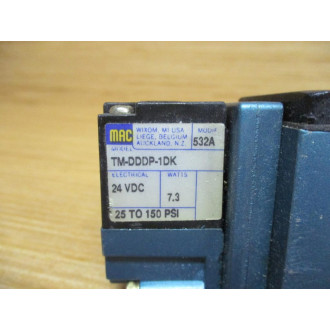 MAC
WIXOM, MI USA
LIEGE, BELGIUM
AUCKLAND, N.Z.
532A
MODEL
TM-DDDP-1DK
ELECTRICAL WATTS
24 VDC 7.3
25 TO 150 PSI